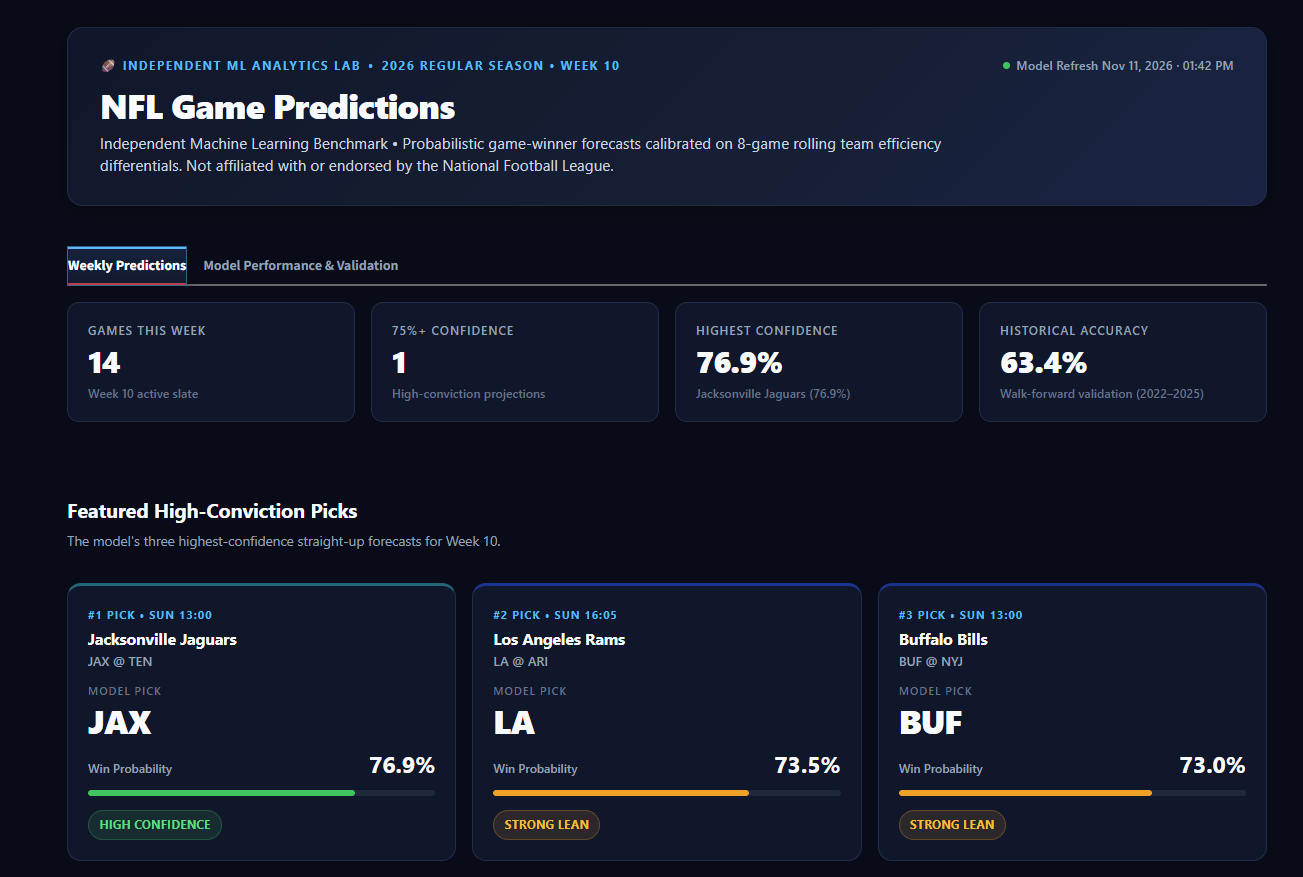 🏈 INDEPENDENT ML ANALYTICS LAB • 2026 REGULAR SEASON • WEEK 10
Model Refresh Nov 11, 2026 · 01:42 PM
NFL Game Predictions
Independent Machine Learning Benchmark • Probabilistic game-winner forecasts calibrated on 8-game rolling team efficiency
differentials. Not affiliated with or endorsed by the National Football League.
Weekly Predictions
Model Performance & Validation
GAMES THIS WEEK
14
Week 10 active slate
75%+ CONFIDENCE
1
High-conviction projections
HIGHEST CONFIDENCE
76.9%
Jacksonville Jaguars (76.9%)
HISTORICAL ACCURACY
63.4%
Walk-forward validation (2022–2025)
Featured High-Conviction Picks
The model's three highest-confidence straight-up forecasts for Week 10.
#1 PICK • SUN 13:00
Jacksonville Jaguars
JAX @ TEN
MODEL PICK
JAX
Win Probability
76.9%
HIGH CONFIDENCE
#2 PICK • SUN 16:05
Los Angeles Rams
LA @ ARI
MODEL PICK
LA
Win Probability
73.5%
STRONG LEAN
#3 PICK • SUN 13:00
Buffalo Bills
BUF @ NYJ
MODEL PICK
BUF
Win Probability
73.0%
STRONG LEAN